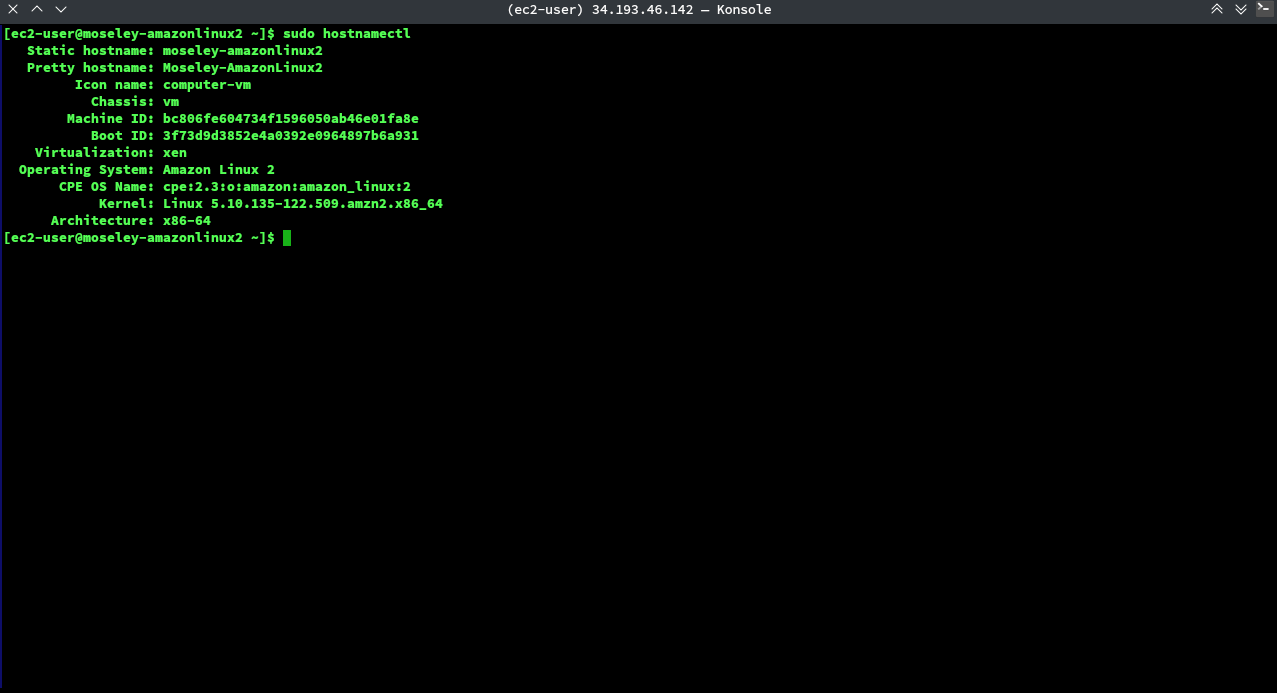 (ec2-user) 34.193.46.142 — Konsole
[ec2-user@moseley-amazonlinux2 ~]$ sudo hostnamectl
   Static hostname: moseley-amazonlinux2
   Pretty hostname: Moseley-AmazonLinux2
         Icon name: computer-vm
           Chassis: vm
        Machine ID: bc806fe604734f1596050ab46e01fa8e
           Boot ID: 3f73d9d3852e4a0392e0964897b6a931
    Virtualization: xen
  Operating System: Amazon Linux 2
       CPE OS Name: cpe:2.3:o:amazon:amazon_linux:2
            Kernel: Linux 5.10.135-122.509.amzn2.x86_64
      Architecture: x86-64
[ec2-user@moseley-amazonlinux2 ~]$